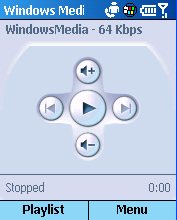 Windows Medi
WindowsMedia - 64 Kbps
Stopped 0:00
Playlist Menu